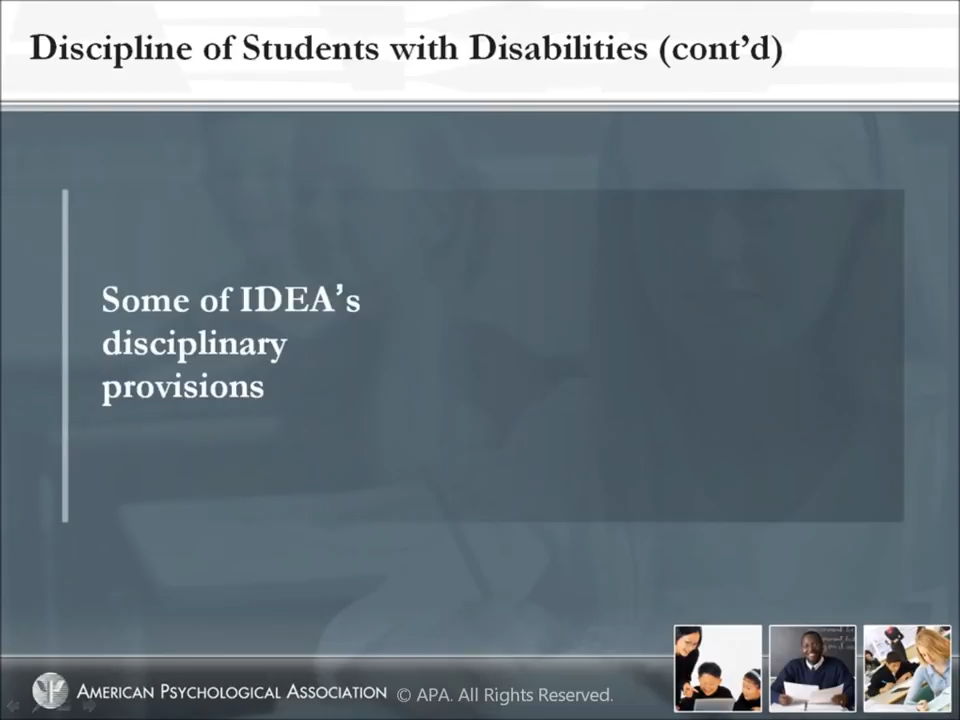 Discipline of Students with Disabilities (cont’d)
Some of IDEA’s
disciplinary
provisions
AMERICAN PSYCHOLOGICAL ASSOCIATION © APA. All Rights Reserved.